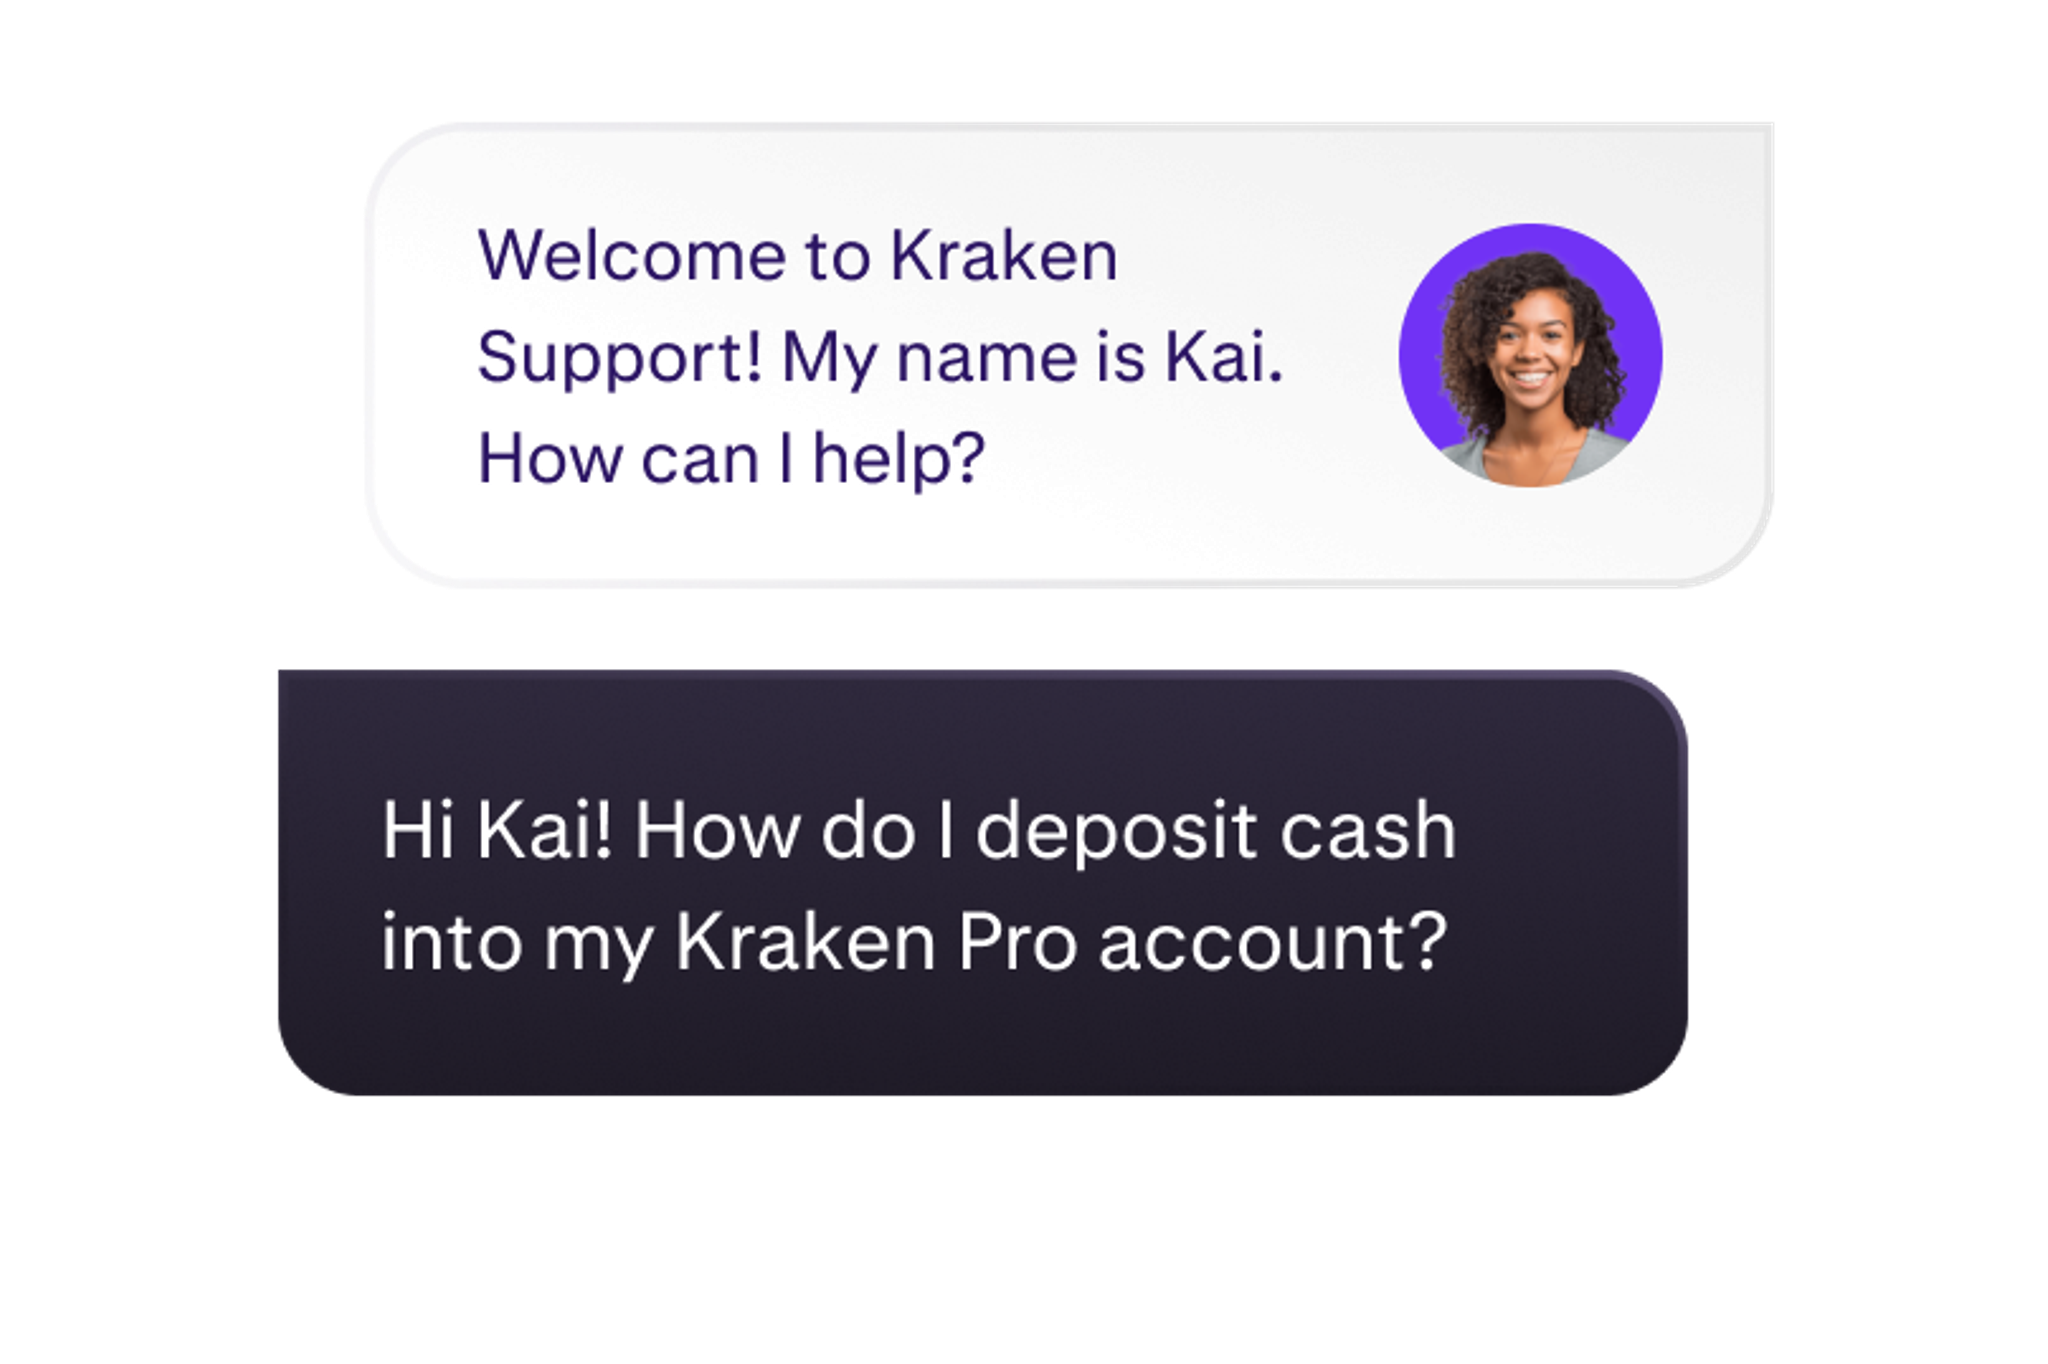 Welcome to Kraken
Support! My name is Kai.
How can I help?
Hi Kai! How do I deposit cash
into my Kraken Pro account?